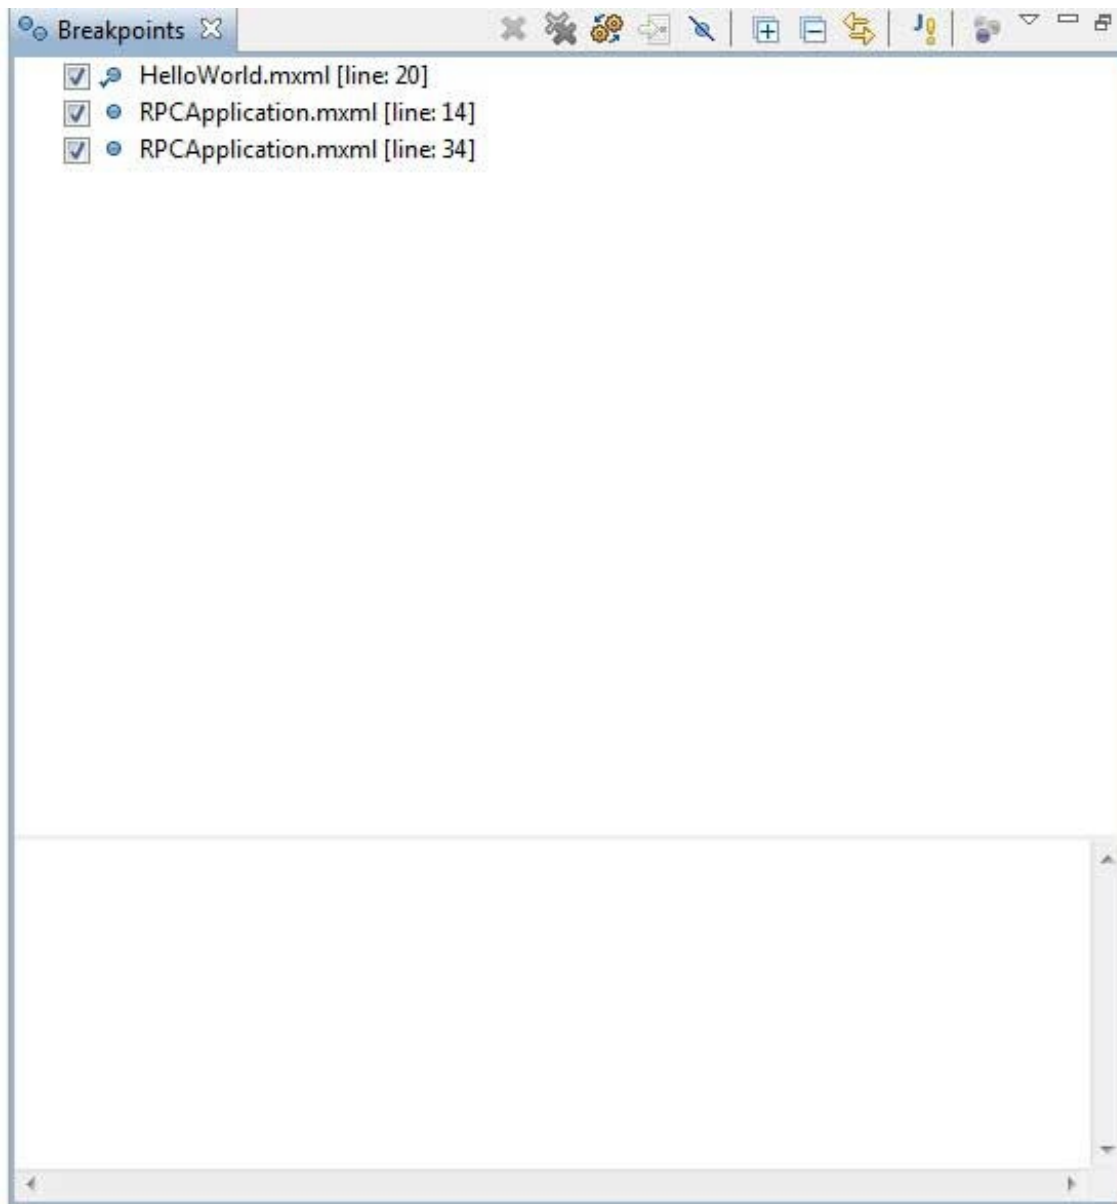 Breakpoints
HelloWorld.mxml [line: 20]
RPCApplication.mxml [line: 14]
RPCApplication.mxml [line: 34]